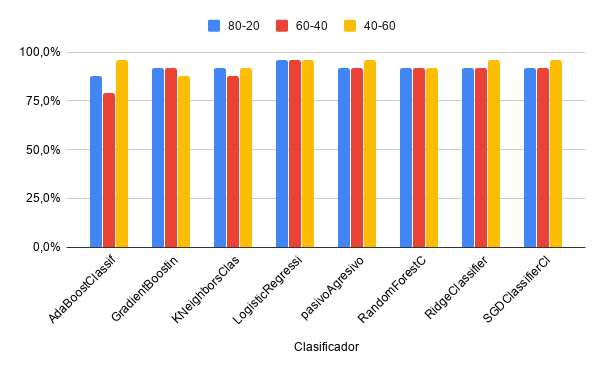 80-20 60-40 40-60
100,0%
75,0%
50,0%
25,0%
0,0%
AdaBoostClassif
GradientBoostIn
KNeighborsClas
LogisticRegressi
pasivoAgresivo
RandomForestC
RidgeClassifier
SGDClassifierCl
Clasificador